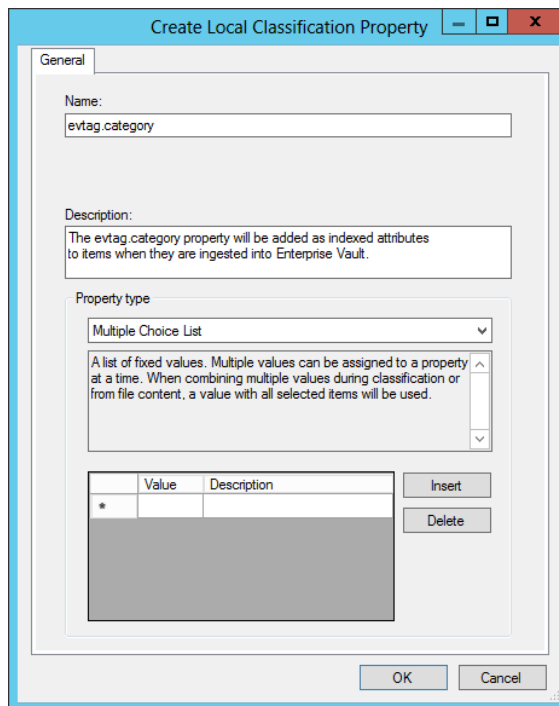 Create Local Classification Property
General
Name:
evtag.category
Description:
The evtag.category property will be added as indexed attributes
to items when they are ingested into Enterprise Vault.
Property type
Multiple Choice List
A list of fixed values. Multiple values can be assigned to a property
at a time. When combining multiple values during classification or
from file content, a value with all selected items will be used.
Value Description
*
Insert
Delete
OK Cancel